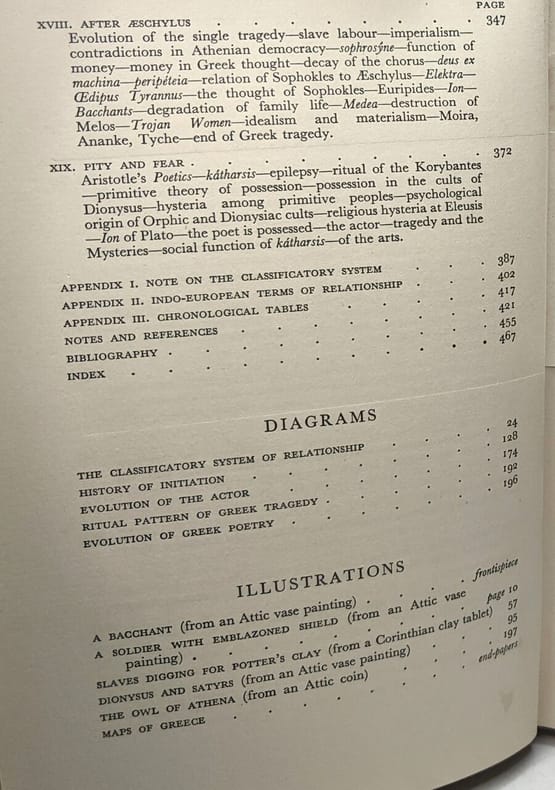 PAGE
XVIII. AFTER ÆSCHYLUS . . . . . . . . 347
Evolution of the single tragedy—slave labour—imperialism—
contradictions in Athenian democracy—sophrosýne—function of
money—money in Greek thought—decay of the chorus—deus ex
machina—peripéteia—relation of Sophokles to Æschylus—Elektra—
Œdipus Tyrannus—the thought of Sophokles—Euripides—Ion—
Bacchants—degradation of family life—Medea—destruction of
Melos—Trojan Women—idealism and materialism—Moira,
Ananke, Tyche—end of Greek tragedy.
XIX. PITY AND FEAR . . . . . . . . 372
Aristotle's Poetics—kátharsis—epilepsy—ritual of the Korybantes
—primitive theory of possession—possession in the cults of
Dionysus—hysteria among primitive peoples—psychological
origin of Orphic and Dionysiac cults—religious hysteria at Eleusis
—Ion of Plato—the poet is possessed—the actor—tragedy and the
Mysteries—social function of kátharsis—of the arts.
APPENDIX I. NOTE ON THE CLASSIFICATORY SYSTEM . . . 387
APPENDIX II. INDO-EUROPEAN TERMS OF RELATIONSHIP . . . 402
APPENDIX III. CHRONOLOGICAL TABLES . . . . 417
NOTES AND REFERENCES . . . . . . 421
BIBLIOGRAPHY . . . . . . . . 455
INDEX . . . . . . . . 467
DIAGRAMS
THE CLASSIFICATORY SYSTEM OF RELATIONSHIP . . . 24
HISTORY OF INITIATION . . . . . . 128
EVOLUTION OF THE ACTOR . . . . . 174
RITUAL PATTERN OF GREEK TRAGEDY . . . . . 192
EVOLUTION OF GREEK POETRY . . . . . 196
ILLUSTRATIONS
A BACCHANT (from an Attic vase painting) . . . frontispiece
A SOLDIER WITH EMBLAZONED SHIELD (from an Attic vase
painting) . . . . . . . page 10
SLAVES DIGGING FOR POTTER'S CLAY (from a Corinthian clay tablet) 57
DIONYSUS AND SATYRS (from an Attic vase painting) . . 95
THE OWL OF ATHENA (from an Attic coin) . . . 197
MAPS OF GREECE . . . . . . end-papers